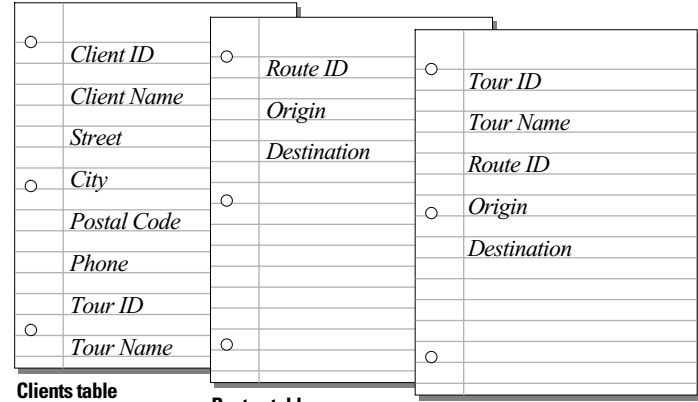 Client ID
Client Name
Street
City
Postal Code
Phone
Tour ID
Tour Name
Clients table
Route ID
Origin
Destination
Tour ID
Tour Name
Route ID
Origin
Destination